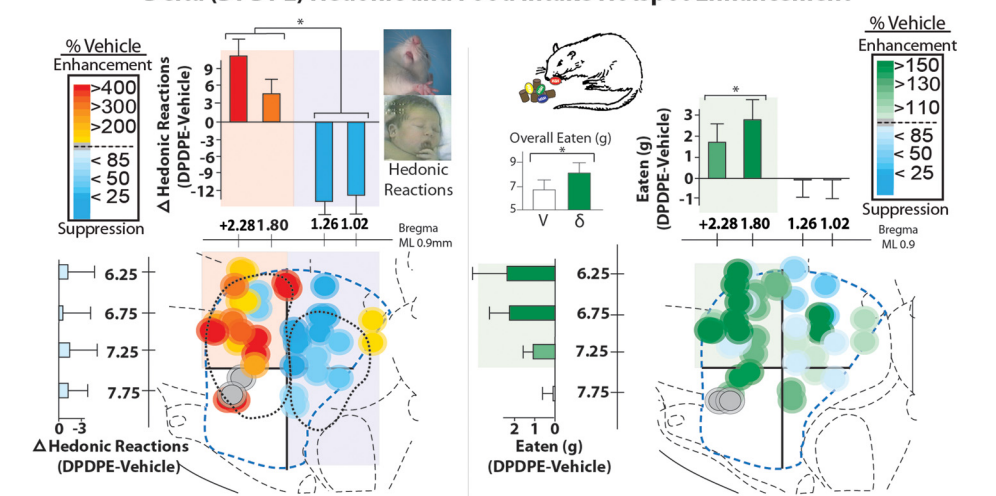 % Vehicle
Enhancement
>400
>300
>200
< 85
< 50
< 25
Suppression
Δ Hedonic Reactions
(DPDPE-Vehicle)
9
6
3
0
-3
-6
-9
-12
*
+2.28 1.80 1.26 1.02
Bregma
ML 0.9mm
Hedonic
Reactions
6.25
6.75
7.25
7.75
0 -3
Δ Hedonic Reactions
(DPDPE-Vehicle)
Overall Eaten (g)
*
9
7
5
V δ
Eaten (g)
(DPDPE-Vehicle)
3
2
1
0
-1
*
+2.28 1.80 1.26 1.02
Bregma
ML 0.9
% Vehicle
Enhancement
>150
>130
>110
< 85
< 50
< 25
Suppression
6.25
6.75
7.25
7.75
2 1 0
Eaten (g)
(DPDPE-Vehicle)